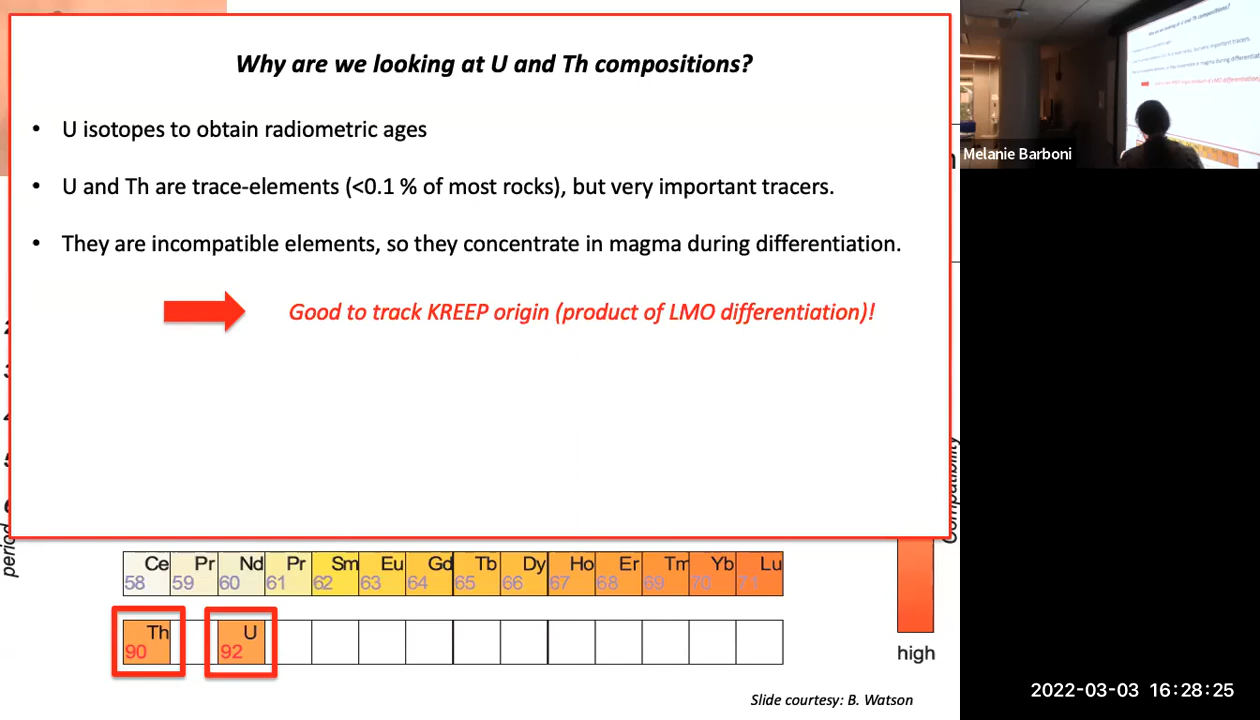 Why are we looking at U and Th compositions?
• U isotopes to obtain radiometric ages
• U and Th are trace-elements (<0.1 % of most rocks), but very important tracers.
• They are incompatible elements, so they concentrate in magma during differentiation.
Good to track KREEP origin (product of LMO differentiation)!
Melanie Barboni
period
Compatibility
Ce Pr Nd Pr Sm Eu Gd Tb Dy Ho Er Tm Yb Lu
58 59 60 61 62 63 64 65 66 67 68 69 70 71
Th U
90 92
high
Slide courtesy: B. Watson
2022-03-03 16:28:25